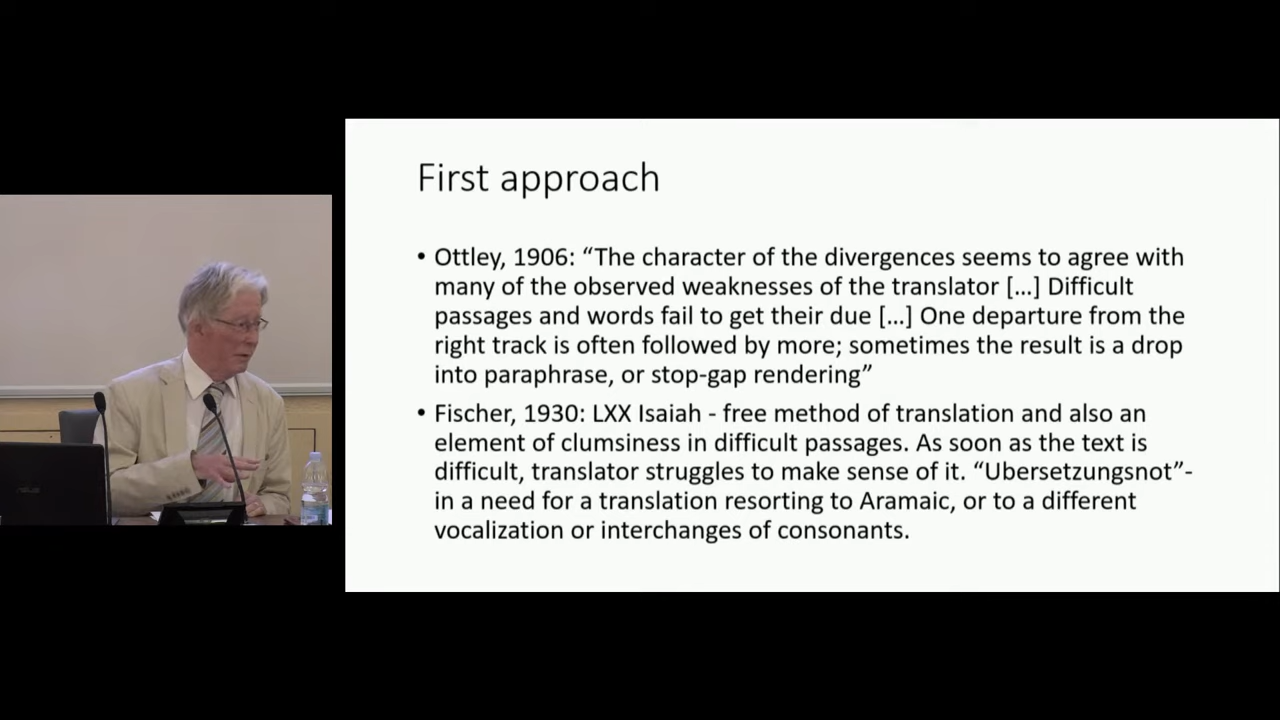 First approach
• Ottley, 1906: “The character of the divergences seems to agree with
many of the observed weaknesses of the translator […] Difficult
passages and words fail to get their due […] One departure from the
right track is often followed by more; sometimes the result is a drop
into paraphrase, or stop-gap rendering”
• Fischer, 1930: LXX Isaiah - free method of translation and also an
element of clumsiness in difficult passages. As soon as the text is
difficult, translator struggles to make sense of it. “Ubersetzungsnot”-
in a need for a translation resorting to Aramaic, or to a different
vocalization or interchanges of consonants.